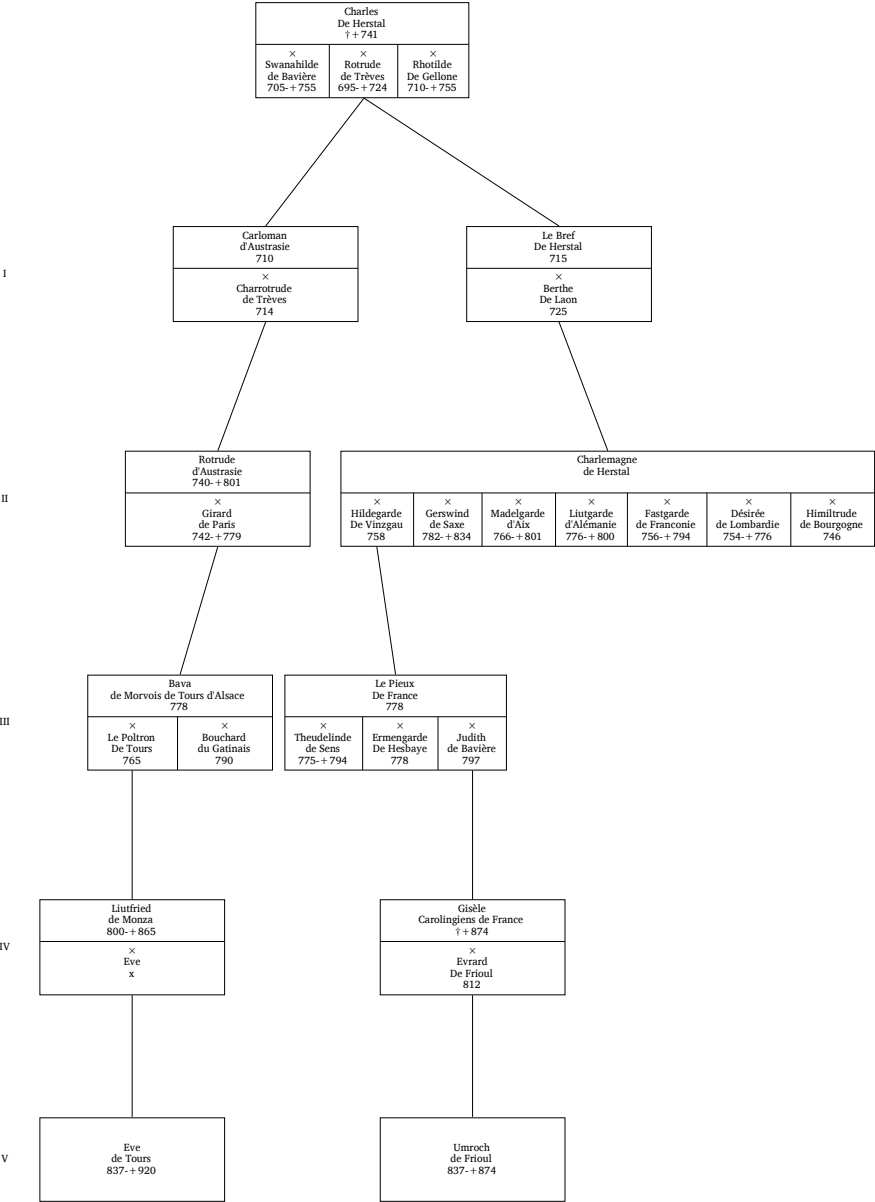 Charles
De Herstal
†+741
×
Swanahilde
de Bavière
705-+755
×
Rotrude
de Trèves
695-+724
×
Rhotilde
De Gellone
710-+755
I
Carloman
d'Austrasie
710
×
Charrotrude
de Trèves
714
Le Bref
De Herstal
715
×
Berthe
De Laon
725
II
Rotrude
d'Austrasie
740-+801
×
Girard
de Paris
742-+779
Charlemagne
de Herstal
×
Hildegarde
De Vinzgau
758
×
Gerswind
de Saxe
782-+834
×
Madelgarde
d'Aix
766-+801
×
Liutgarde
d'Alémanie
776-+800
×
Fastgarde
de Franconie
756-+794
×
Désirée
de Lombardie
754-+776
×
Himiltrude
de Bourgogne
746
III
Bava
de Morvois de Tours d'Alsace
778
×
Le Poltron
De Tours
765
×
Bouchard
du Gatinais
790
Le Pieux
De France
778
×
Theudelinde
de Sens
775-+794
×
Ermengarde
De Hesbaye
778
×
Judith
de Bavière
797
IV
Liutfried
de Monza
800-+865
×
Eve
x
Gisèle
Carolingiens de France
†+874
×
Evrard
De Frioul
812
V
Eve
de Tours
837-+920
Umroch
de Frioul
837-+874